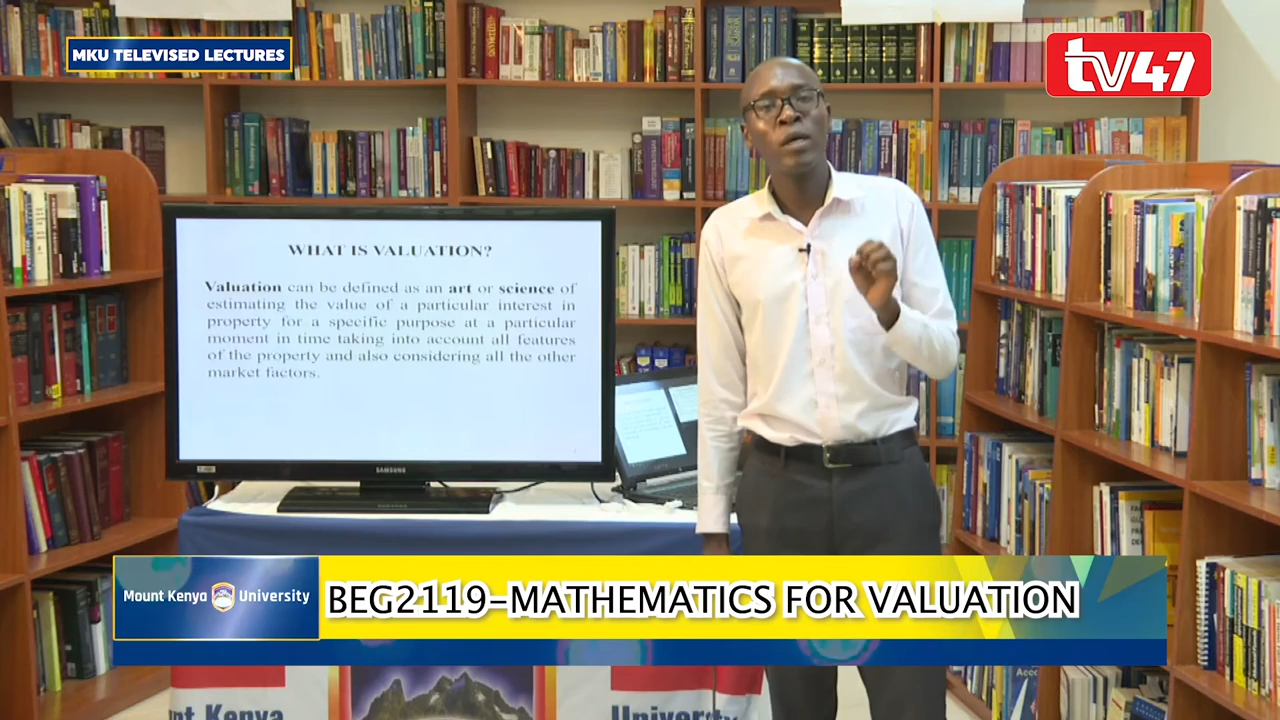 MKU TELEVISED LECTURES
tv47
WHAT IS VALUATION?
Valuation can be defined as an art or science of
estimating the value of a particular interest in
property for a specific purpose at a particular
moment in time taking into account all features
of the property and also considering all the other
market factors.
SAMSUNG
Mount Kenya University
BEG2119-MATHEMATICS FOR VALUATION
nt Kenya
University